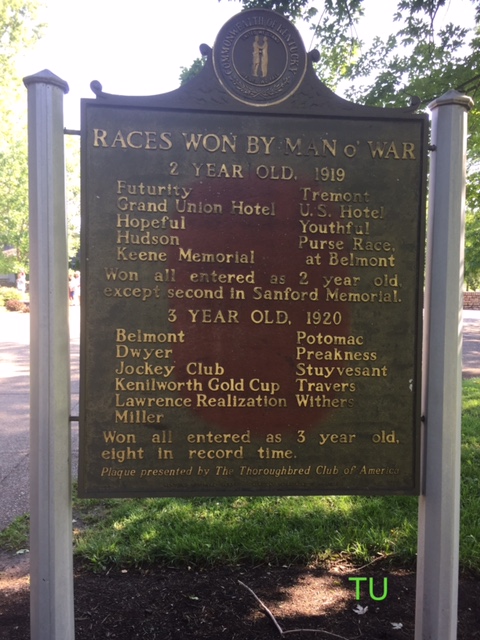 COMMONWEALTH OF KENTUCKY
RACES WON BY MAN o' WAR
2 YEAR OLD, 1919
Futurity Tremont
Grand Union Hotel U.S. Hotel
Hopeful Youthful
Hudson Purse Race,
Keene Memorial at Belmont
Won all entered as 2 year old,
except second in Sanford Memorial.
3 YEAR OLD, 1920
Belmont Potomac
Dwyer Preakness
Jockey Club Stuyvesant
Kenilworth Gold Cup Travers
Lawrence Realization Withers
Miller
Won all entered as 3 year old,
eight in record time.
Plaque presented by The Thoroughbred Club of America
TU